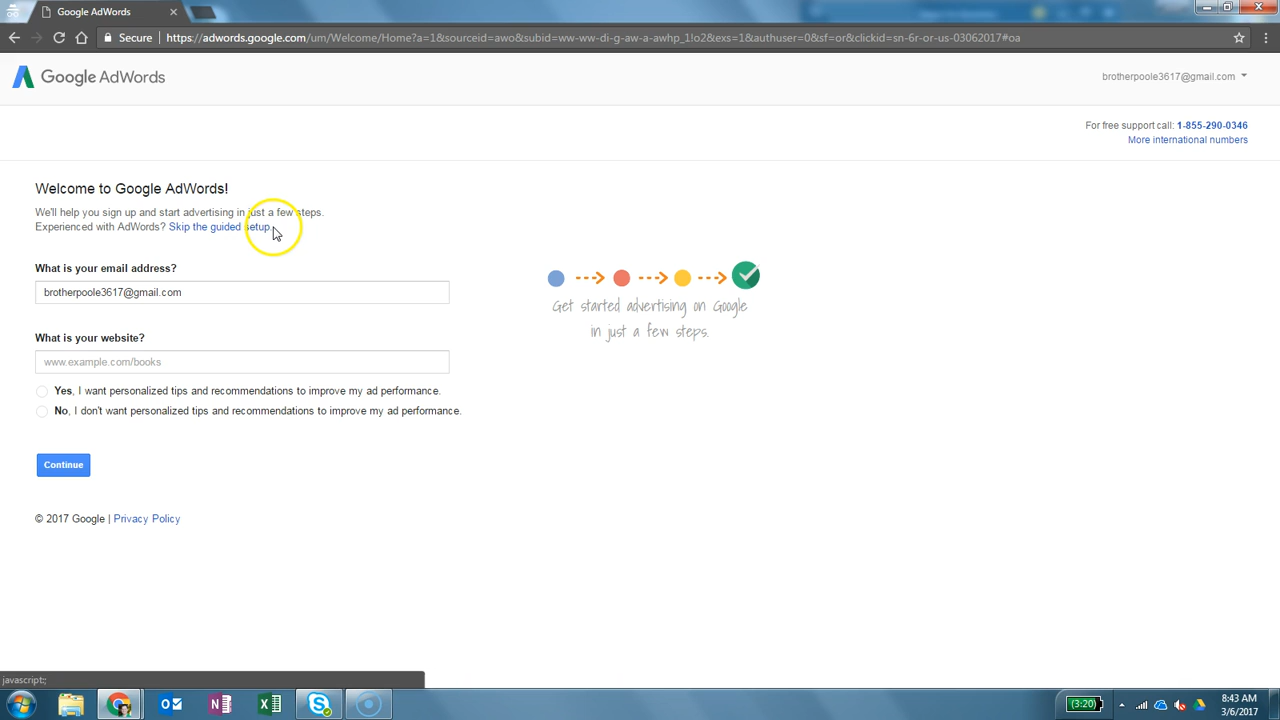 Google AdWords
Secure
https://adwords.google.com/um/Welcome/Home?a=1&sourceid=awo&subid=ww-ww-di-g-aw-a-awhp_1!o2&exs=1&authuser=0&sf=or&clickid=sn-6r-or-us-03062017#oa
Google AdWords
brotherpoole3617@gmail.com
For free support call: 1-855-290-0346
More international numbers
Welcome to Google AdWords!
We'll help you sign up and start advertising in just a few steps.
Experienced with AdWords? Skip the guided setup.
What is your email address?
brotherpoole3617@gmail.com
What is your website?
www.example.com/books
Yes, I want personalized tips and recommendations to improve my ad performance.
No, I don't want personalized tips and recommendations to improve my ad performance.
Continue
Get started advertising on Google
in just a few steps.
© 2017 Google | Privacy Policy
javascript:;
(3:20)
8:43 AM
3/6/2017